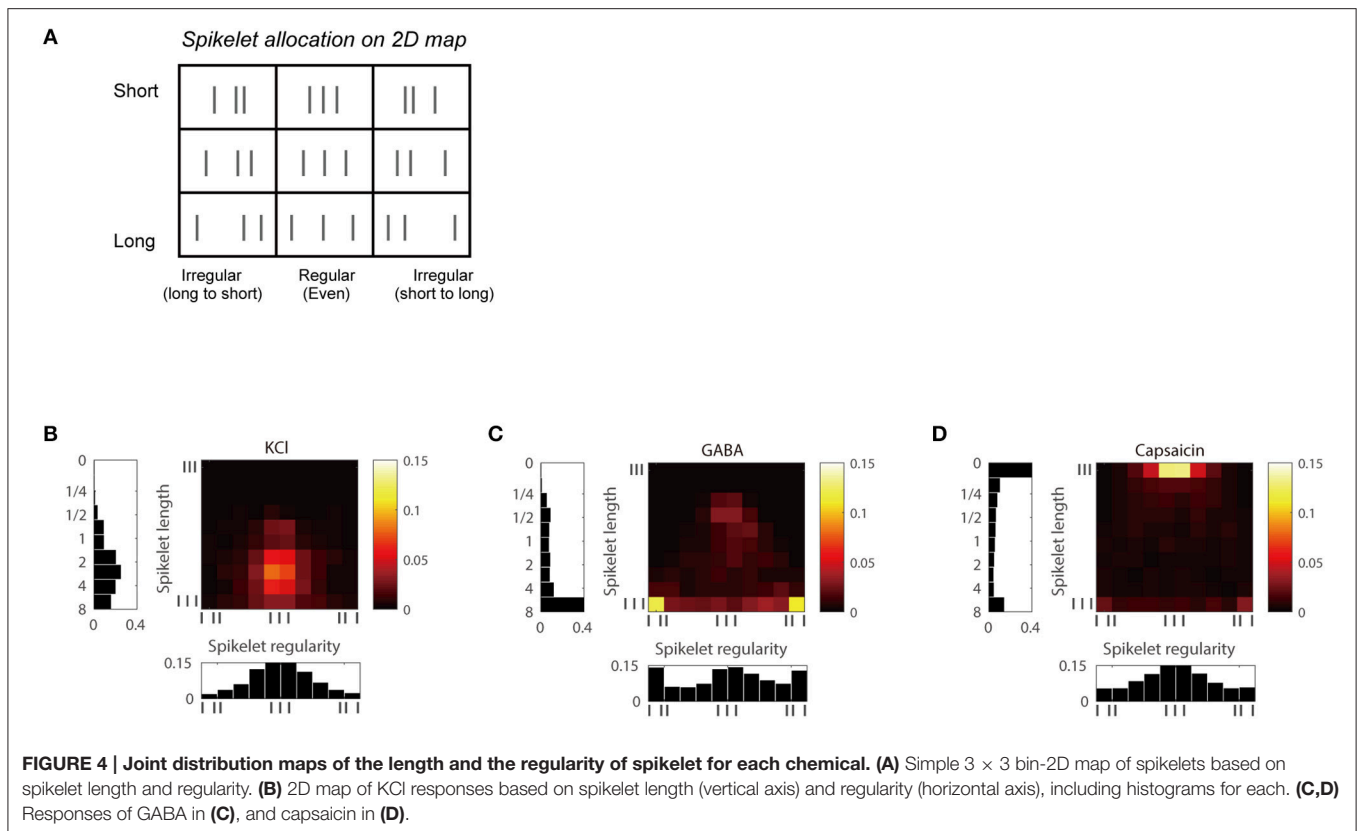 A
Spikelet allocation on 2D map
Short
Long
Irregular
(long to short)
Regular
(Even)
Irregular
(short to long)
B
KCl
0
1/4
1/2
1
2
4
8
0 0.4
Spikelet length
0.15
0.1
0.05
0
Spikelet regularity
0.15
0
C
GABA
0
1/4
1/2
1
2
4
8
0 0.4
Spikelet length
0.15
0.1
0.05
0
Spikelet regularity
0.15
0
D
Capsaicin
0
1/4
1/2
1
2
4
8
0 0.4
Spikelet length
0.15
0.1
0.05
0
Spikelet regularity
0.15
0
FIGURE 4 | Joint distribution maps of the length and the regularity of spikelet for each chemical. (A) Simple 3 × 3 bin-2D map of spikelets based on
spikelet length and regularity. (B) 2D map of KCl responses based on spikelet length (vertical axis) and regularity (horizontal axis), including histograms for each. (C,D)
Responses of GABA in (C), and capsaicin in (D).